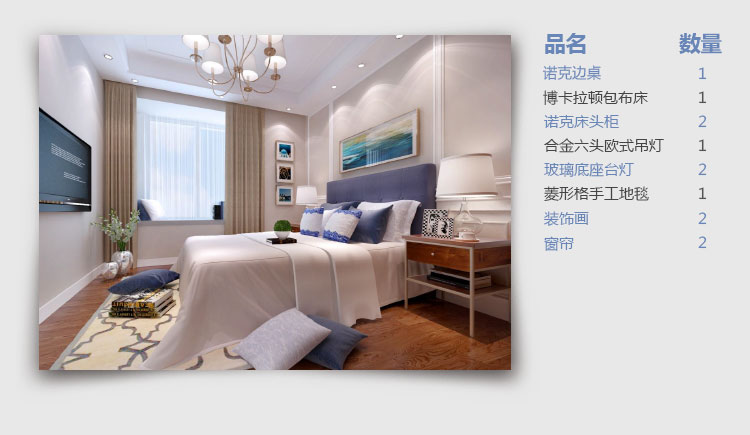 品名 数量
诺克边桌 1
博卡拉顿包布床 1
诺克床头柜 2
合金六头欧式吊灯 1
玻璃底座台灯 2
菱形格手工地毯 1
装饰画 2
窗帘 2